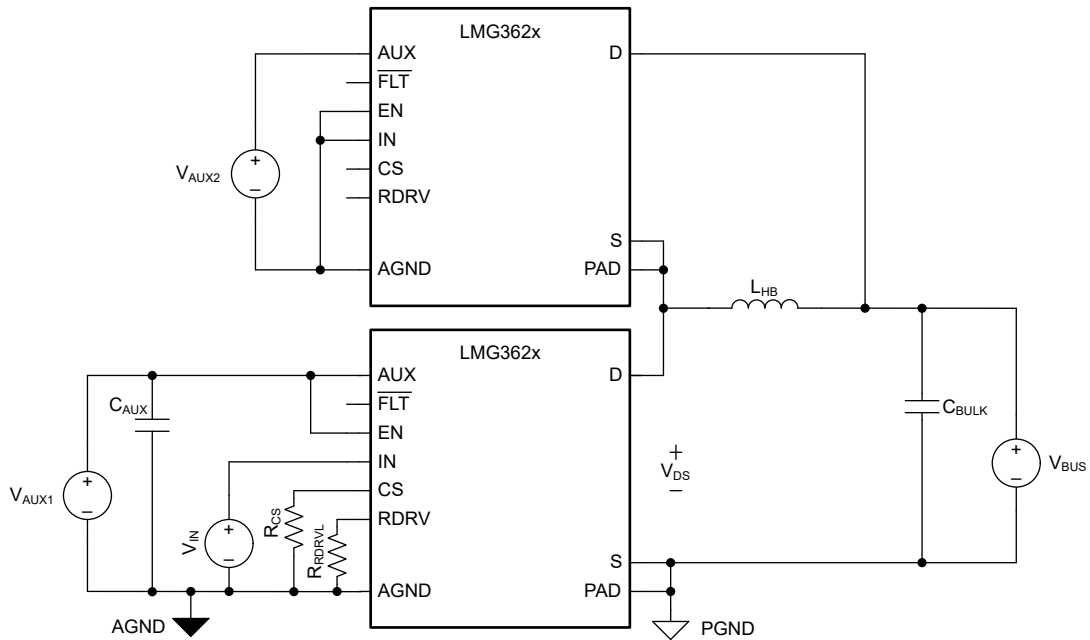 LMG362x
AUX
D
FLT
EN
IN
CS
RDRV
VAUX2
+
–
S
PAD
AGND
LHB
LMG362x
AUX
D
CAUX
FLT
EN
CBULK
IN
VDS
+
–
VBUS
+
–
CS
VAUX1
+
–
RDRV
VIN
+
–
RCS
RRDRVL
S
AGND
PAD
AGND
PGND